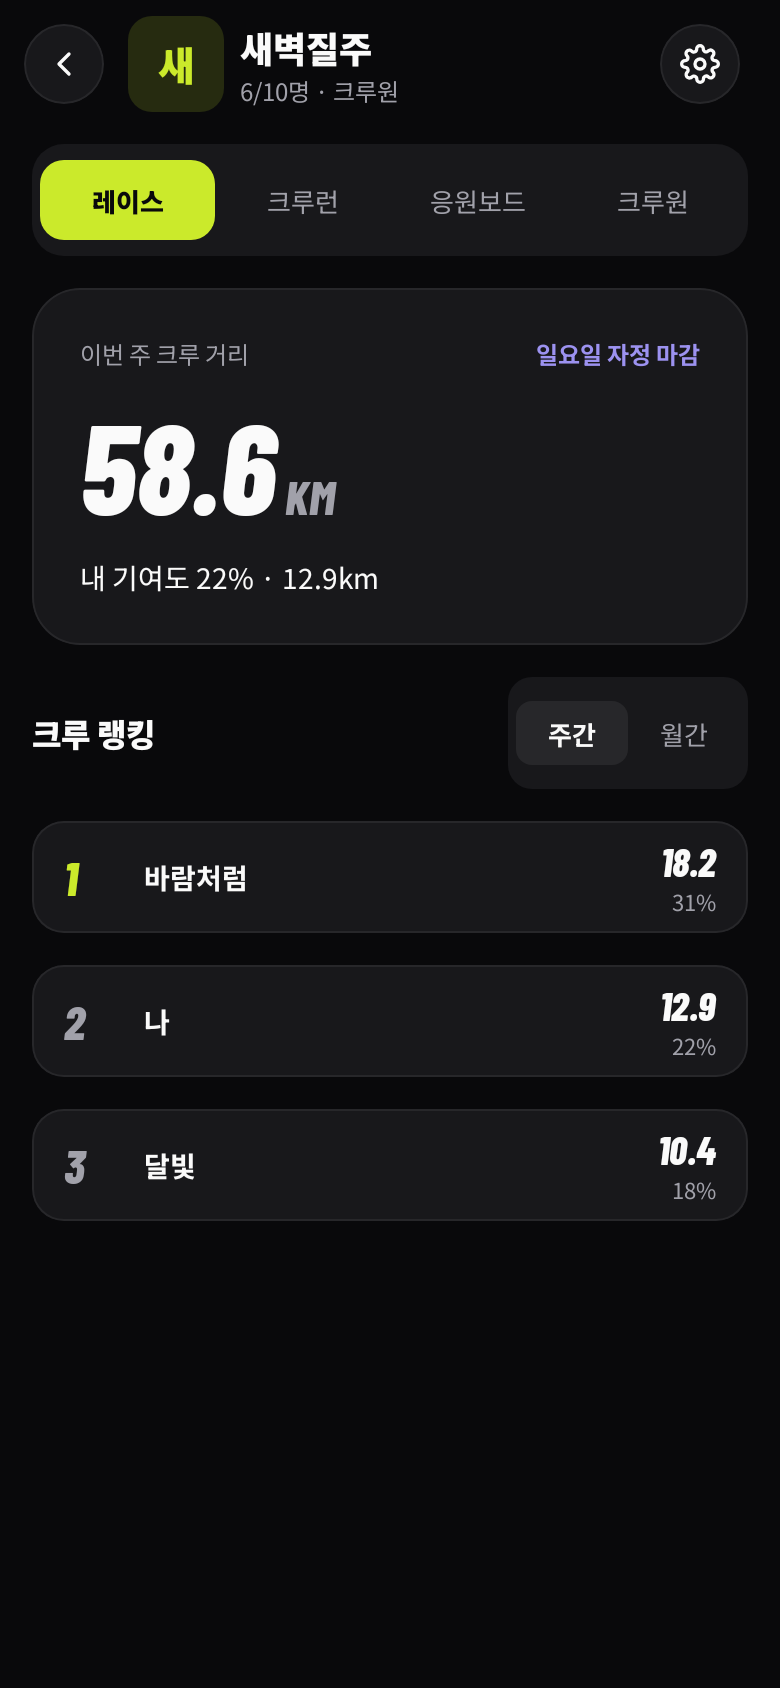 새
새벽질주
6/10명 · 크루원
레이스
크루런
응원보드
크루원
이번 주 크루 거리
일요일 자정 마감
58.6 KM
내 기여도 22% · 12.9km
크루 랭킹
주간
월간
1
바람처럼
18.2
31%
2
나
12.9
22%
3
달빛
10.4
18%